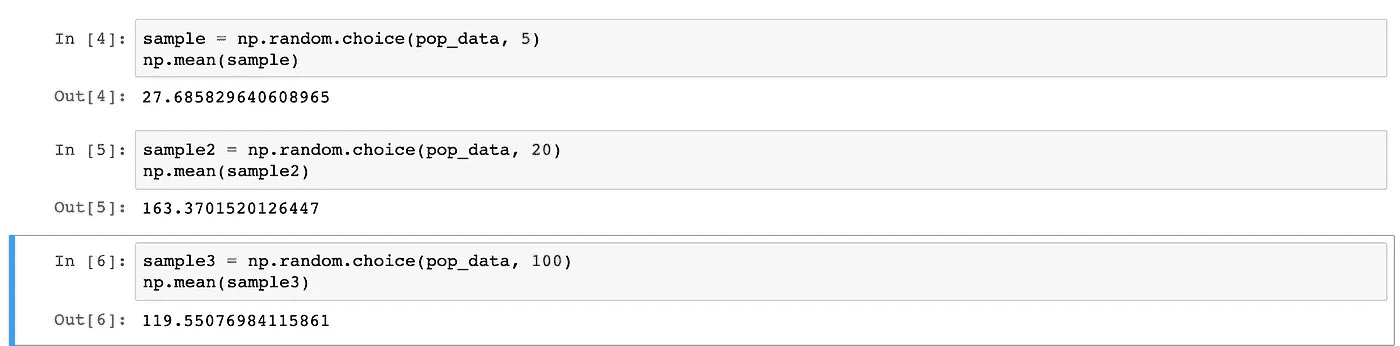 In [4]: sample = np.random.choice(pop_data, 5)
np.mean(sample)
Out[4]: 27.685829640608965
In [5]: sample2 = np.random.choice(pop_data, 20)
np.mean(sample2)
Out[5]: 163.3701520126447
In [6]: sample3 = np.random.choice(pop_data, 100)
np.mean(sample3)
Out[6]: 119.55076984115861